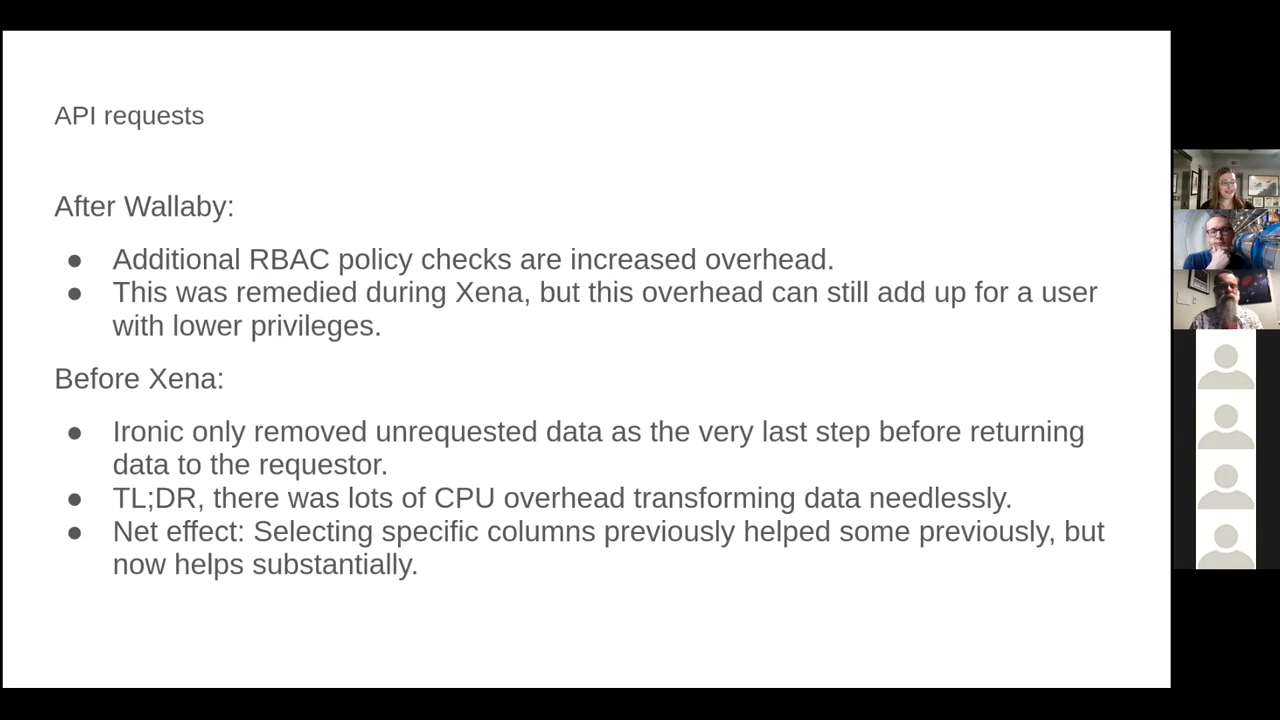 API requests
After Wallaby:
● Additional RBAC policy checks are increased overhead.
● This was remedied during Xena, but this overhead can still add up for a user
with lower privileges.
Before Xena:
● Ironic only removed unrequested data as the very last step before returning
data to the requestor.
● TL;DR, there was lots of CPU overhead transforming data needlessly.
● Net effect: Selecting specific columns previously helped some previously, but
now helps substantially.